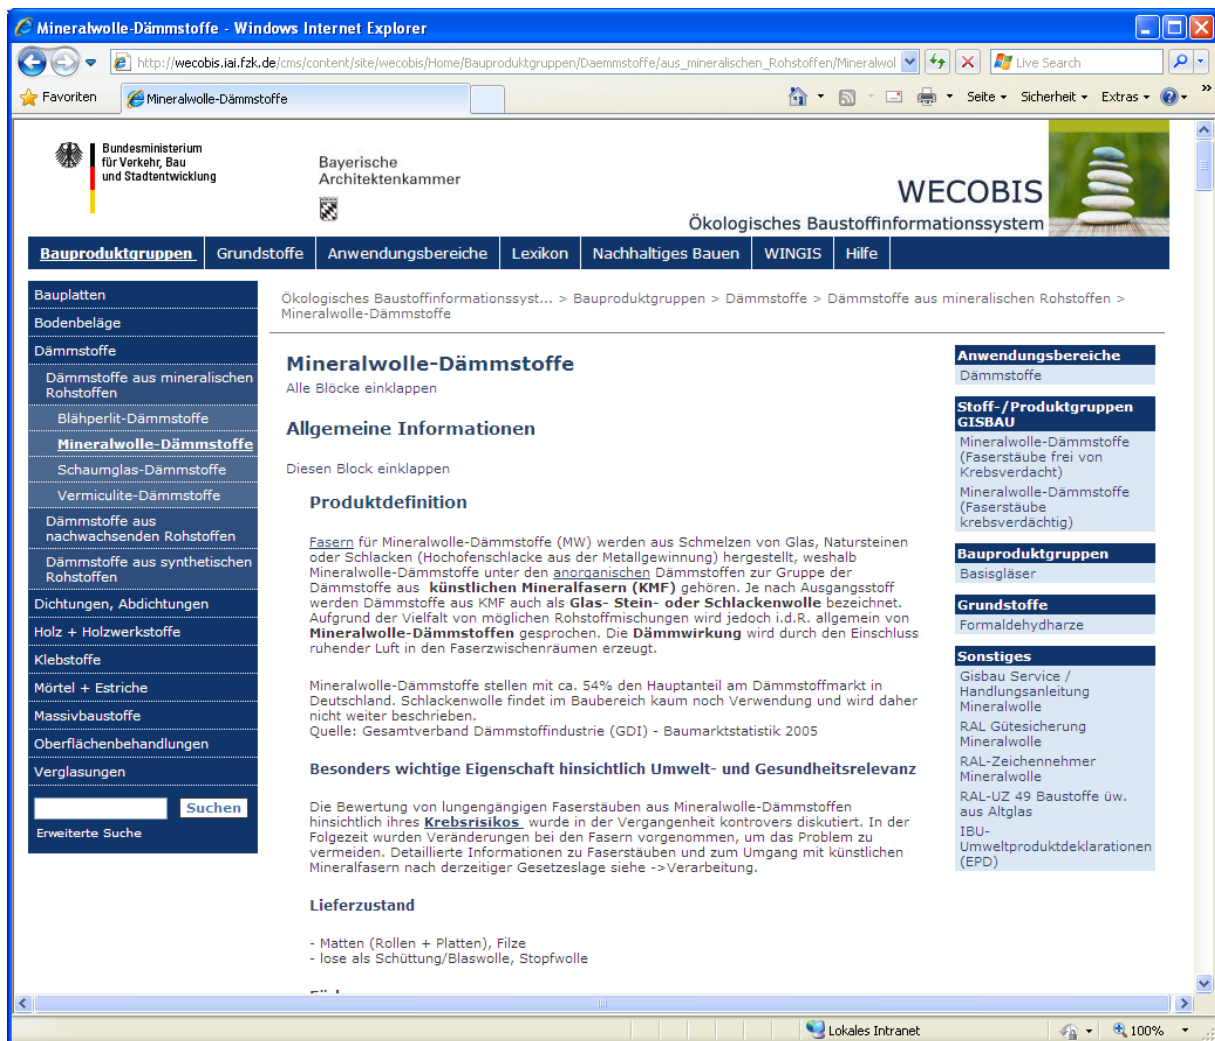 Mineralwolle-Dämmstoffe - Windows Internet Explorer
http://wecobis.iai.fzk.de/cms/content/site/wecobis/Home/Bauproduktgruppen/Daemmstoffe/aus_mineralischen_Rohstoffen/Mineralwol
Live Search
Favoriten
Mineralwolle-Dämmstoffe
Seite
Sicherheit
Extras
Bundesministerium
für Verkehr, Bau
und Stadtentwicklung
Bayerische
Architektenkammer
WECOBIS
Ökologisches Baustoffinformationssystem
Bauproduktgruppen Grundstoffe Anwendungsbereiche Lexikon Nachhaltiges Bauen WINGIS Hilfe
Bauplatten
Bodenbeläge
Dämmstoffe
Dämmstoffe aus mineralischen
Rohstoffen
Blähperlit-Dämmstoffe
Mineralwolle-Dämmstoffe
Schaumglas-Dämmstoffe
Vermiculite-Dämmstoffe
Dämmstoffe aus
nachwachsenden Rohstoffen
Dämmstoffe aus synthetischen
Rohstoffen
Dichtungen, Abdichtungen
Holz + Holzwerkstoffe
Klebstoffe
Mörtel + Estriche
Massivbaustoffe
Oberflächenbehandlungen
Verglasungen
Suchen
Erweiterte Suche
Ökologisches Baustoffinformationssyst... > Bauproduktgruppen > Dämmstoffe > Dämmstoffe aus mineralischen Rohstoffen >
Mineralwolle-Dämmstoffe
Mineralwolle-Dämmstoffe
Alle Blöcke einklappen
Allgemeine Informationen
Diesen Block einklappen
Produktdefinition
Fasern für Mineralwolle-Dämmstoffe (MW) werden aus Schmelzen von Glas, Natursteinen
oder Schlacken (Hochofenschlacke aus der Metallgewinnung) hergestellt, weshalb
Mineralwolle-Dämmstoffe unter den anorganischen Dämmstoffen zur Gruppe der
Dämmstoffe aus künstlichen Mineralfasern (KMF) gehören. Je nach Ausgangsstoff
werden Dämmstoffe aus KMF auch als Glas- Stein- oder Schlackenwolle bezeichnet.
Aufgrund der Vielfalt von möglichen Rohstoffmischungen wird jedoch i.d.R. allgemein von
Mineralwolle-Dämmstoffen gesprochen. Die Dämmwirkung wird durch den Einschluss
ruhender Luft in den Faserzwischenräumen erzeugt.
Mineralwolle-Dämmstoffe stellen mit ca. 54% den Hauptanteil am Dämmstoffmarkt in
Deutschland. Schlackenwolle findet im Baubereich kaum noch Verwendung und wird daher
nicht weiter beschrieben.
Quelle: Gesamtverband Dämmstoffindustrie (GDI) - Baumarktstatistik 2005
Besonders wichtige Eigenschaft hinsichtlich Umwelt- und Gesundheitsrelevanz
Die Bewertung von lungengängigen Faserstäuben aus Mineralwolle-Dämmstoffen
hinsichtlich ihres Krebsrisikos wurde in der Vergangenheit kontrovers diskutiert. In der
Folgezeit wurden Veränderungen bei den Fasern vorgenommen, um das Problem zu
vermeiden. Detaillierte Informationen zu Faserstäuben und zum Umgang mit künstlichen
Mineralfasern nach derzeitiger Gesetzeslage siehe ->Verarbeitung.
Lieferzustand
- Matten (Rollen + Platten), Filze
- lose als Schüttung/Blaswolle, Stopfwolle
Anwendungsbereiche
Dämmstoffe
Stoff-/Produktgruppen
GISBAU
Mineralwolle-Dämmstoffe
(Faserstäube frei von
Krebsverdacht)
Mineralwolle-Dämmstoffe
(Faserstäube
krebsverdächtig)
Bauproduktgruppen
Basisgläser
Grundstoffe
Formaldehydharze
Sonstiges
Gisbau Service /
Handlungsanleitung
Mineralwolle
RAL Gütesicherung
Mineralwolle
RAL-Zeichennehmer
Mineralwolle
RAL-UZ 49 Baustoffe üw.
aus Altglas
IBU-
Umweltproduktdeklarationen
(EPD)
Lokales Intranet
100%